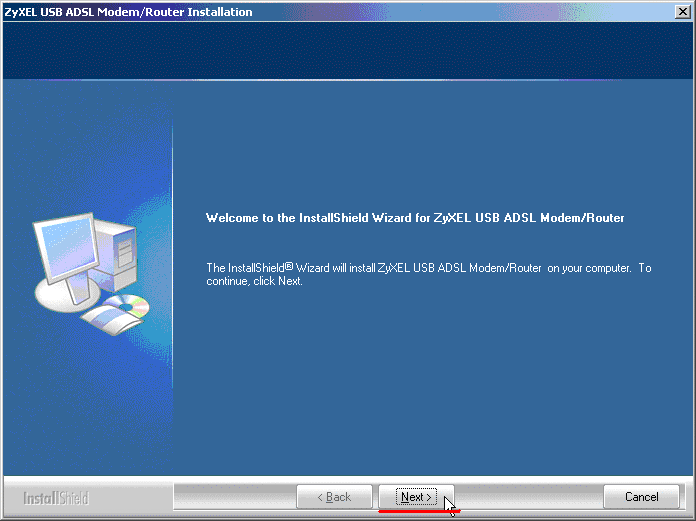 ZyXEL USB ADSL Modem/Router Installation
Welcome to the InstallShield Wizard for ZyXEL USB ADSL Modem/Router
The InstallShield® Wizard will install ZyXEL USB ADSL Modem/Router on your computer. To
continue, click Next.
InstallShield
< Back
Next >
Cancel